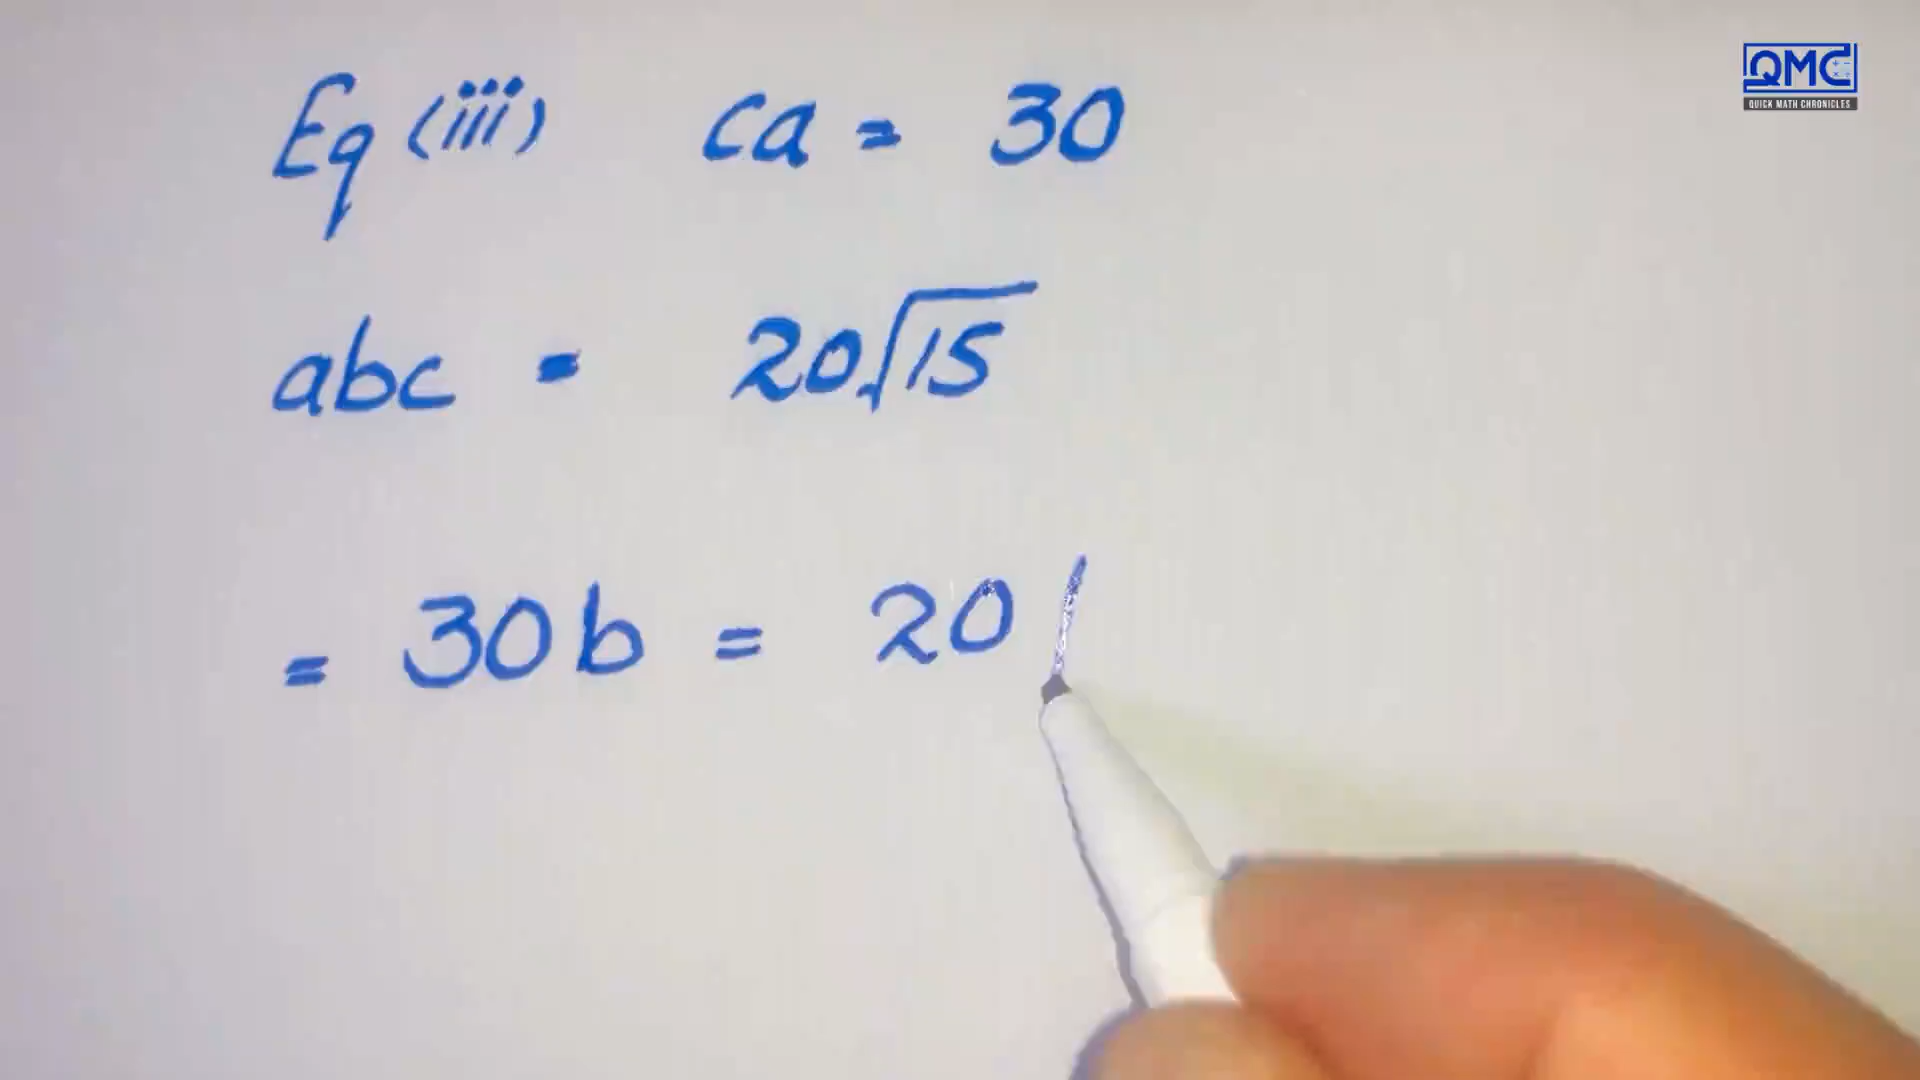 QMC
QUICK MATH CHRONICLES
Eq (iii) ca = 30
abc = 20√15
= 30b = 20